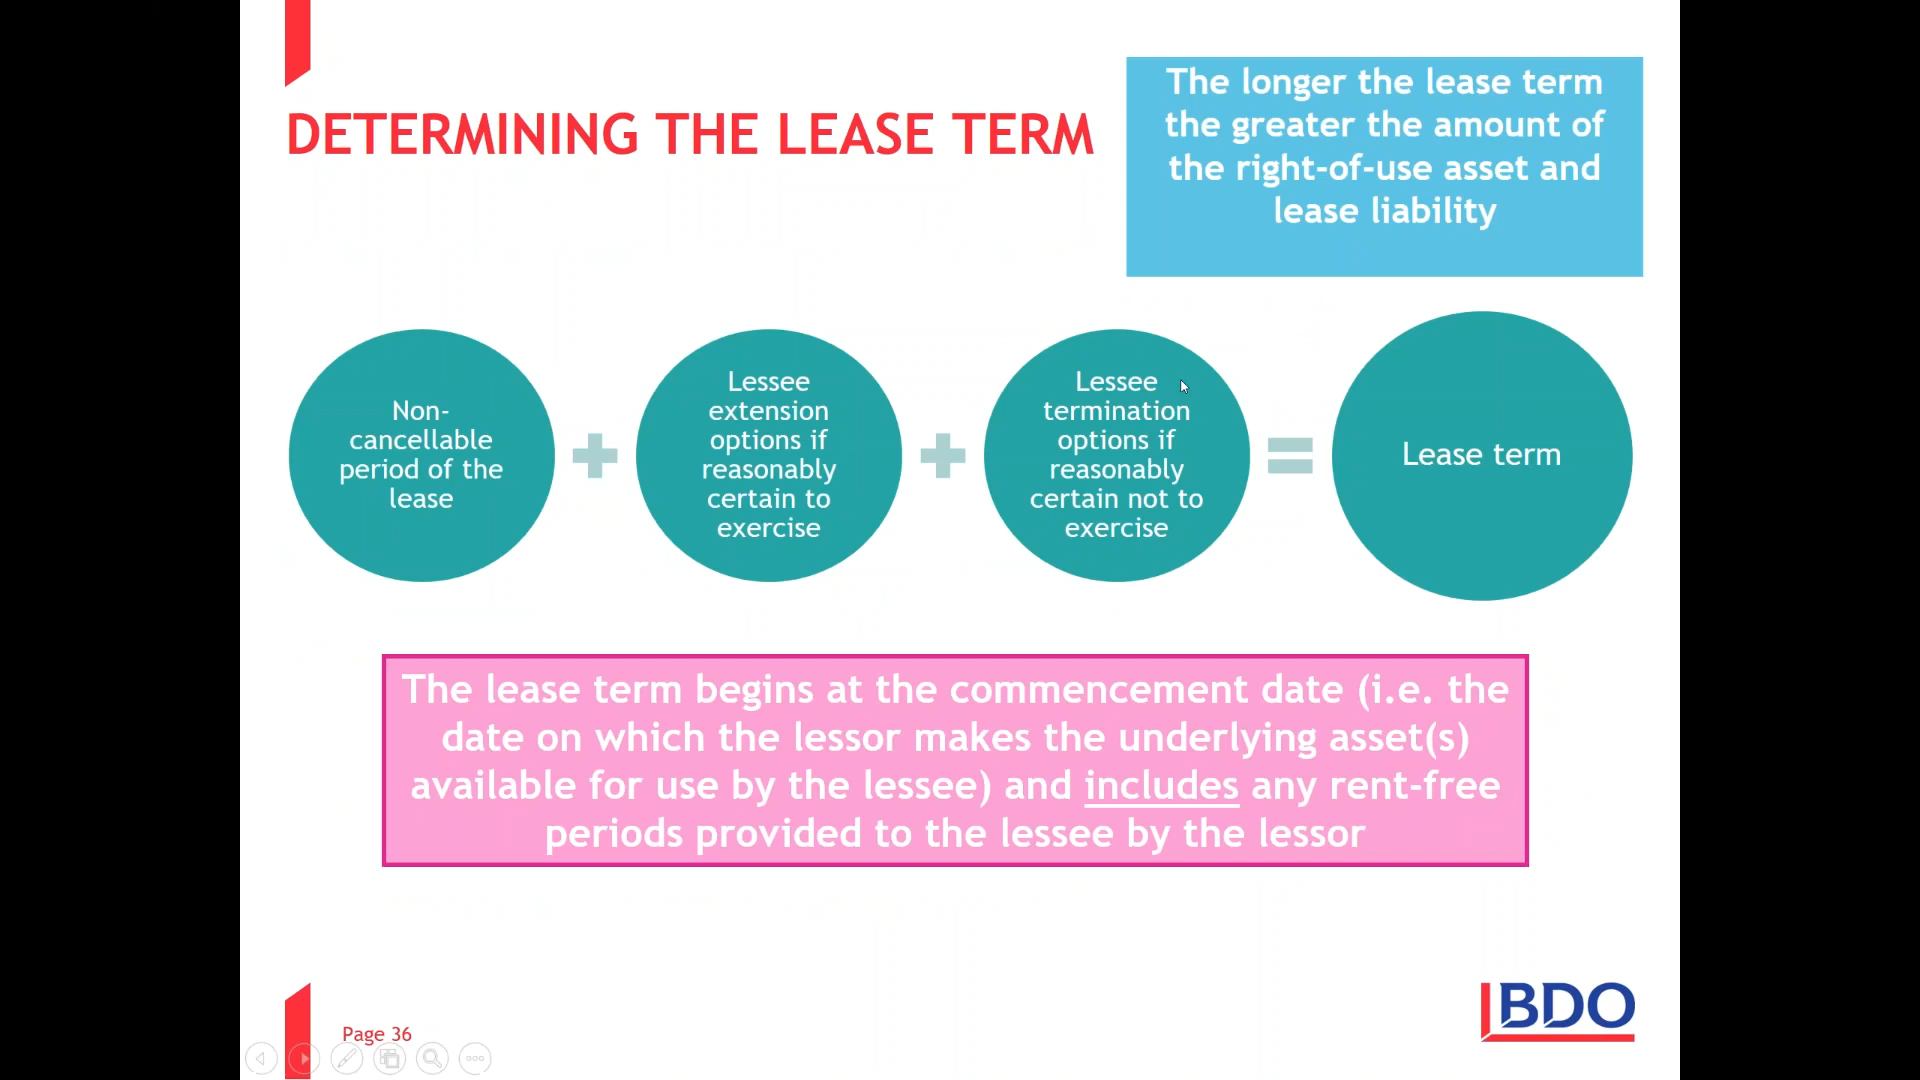 DETERMINING THE LEASE TERM
The longer the lease term
the greater the amount of
the right-of-use asset and
lease liability
Non-
cancellable
period of the
lease
Lessee
extension
options if
reasonably
certain to
exercise
Lessee
termination
options if
reasonably
certain not to
exercise
Lease term
The lease term begins at the commencement date (i.e. the
date on which the lessor makes the underlying asset(s)
available for use by the lessee) and includes any rent-free
periods provided to the lessee by the lessor
Page 36
BDO